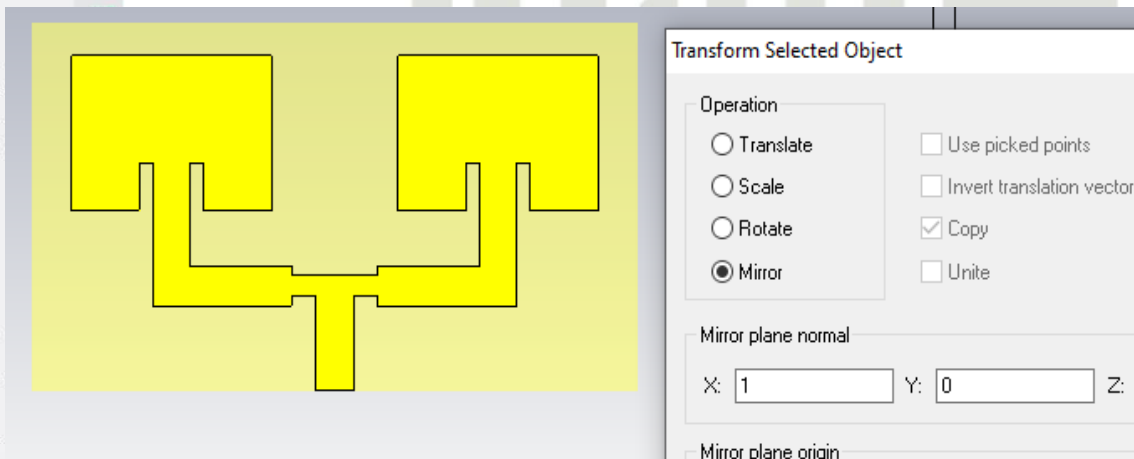 Transform Selected Object
Operation
Translate
Use picked points
Scale
Invert translation vector
Rotate
Copy
Mirror
Unite
Mirror plane normal
X: 1 Y: 0 Z:
Mirror plane origin